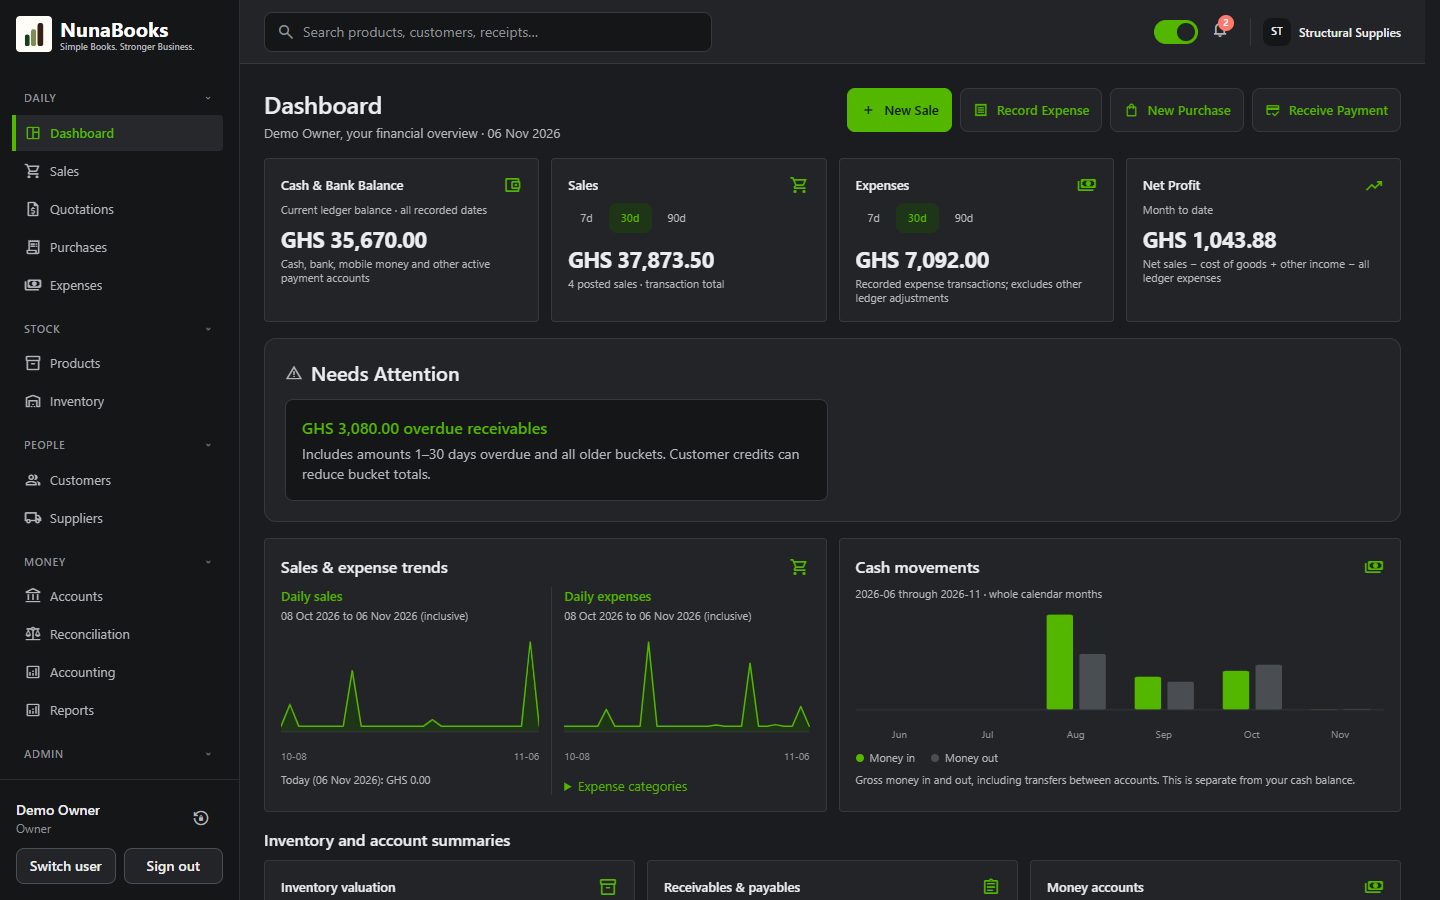 NunaBooks
Simple Books. Stronger Business.
DAILY
Dashboard
Sales
Quotations
Purchases
Expenses
STOCK
Products
Inventory
PEOPLE
Customers
Suppliers
MONEY
Accounts
Reconciliation
Accounting
Reports
ADMIN
Demo Owner
Owner
Switch user
Sign out
Search products, customers, receipts...
2
ST
Structural Supplies
Dashboard
Demo Owner, your financial overview · 06 Nov 2026
+ New Sale
Record Expense
New Purchase
Receive Payment
Cash & Bank Balance
Current ledger balance · all recorded dates
GHS 35,670.00
Cash, bank, mobile money and other active
payment accounts
Sales
7d 30d 90d
GHS 37,873.50
4 posted sales · transaction total
Expenses
7d 30d 90d
GHS 7,092.00
Recorded expense transactions; excludes other
ledger adjustments
Net Profit
Month to date
GHS 1,043.88
Net sales − cost of goods + other income − all
ledger expenses
Needs Attention
GHS 3,080.00 overdue receivables
Includes amounts 1–30 days overdue and all older buckets. Customer credits can
reduce bucket totals.
Sales & expense trends
Daily sales
08 Oct 2026 to 06 Nov 2026 (inclusive)
10-08 11-06
Today (06 Nov 2026): GHS 0.00
Daily expenses
08 Oct 2026 to 06 Nov 2026 (inclusive)
10-08 11-06
Expense categories
Cash movements
2026-06 through 2026-11 · whole calendar months
Jun Jul Aug Sep Oct Nov
Money in Money out
Gross money in and out, including transfers between accounts. This is separate from your cash balance.
Inventory and account summaries
Inventory valuation
Receivables & payables
Money accounts